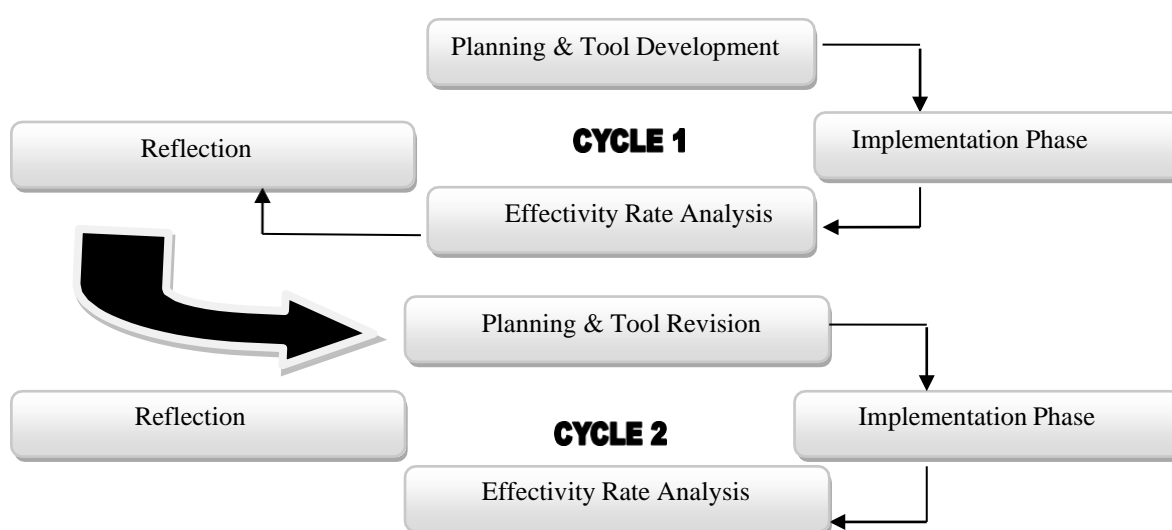 Planning & Tool Development
Reflection
CYCLE 1
Implementation Phase
Effectivity Rate Analysis
Planning & Tool Revision
Reflection
CYCLE 2
Implementation Phase
Effectivity Rate Analysis